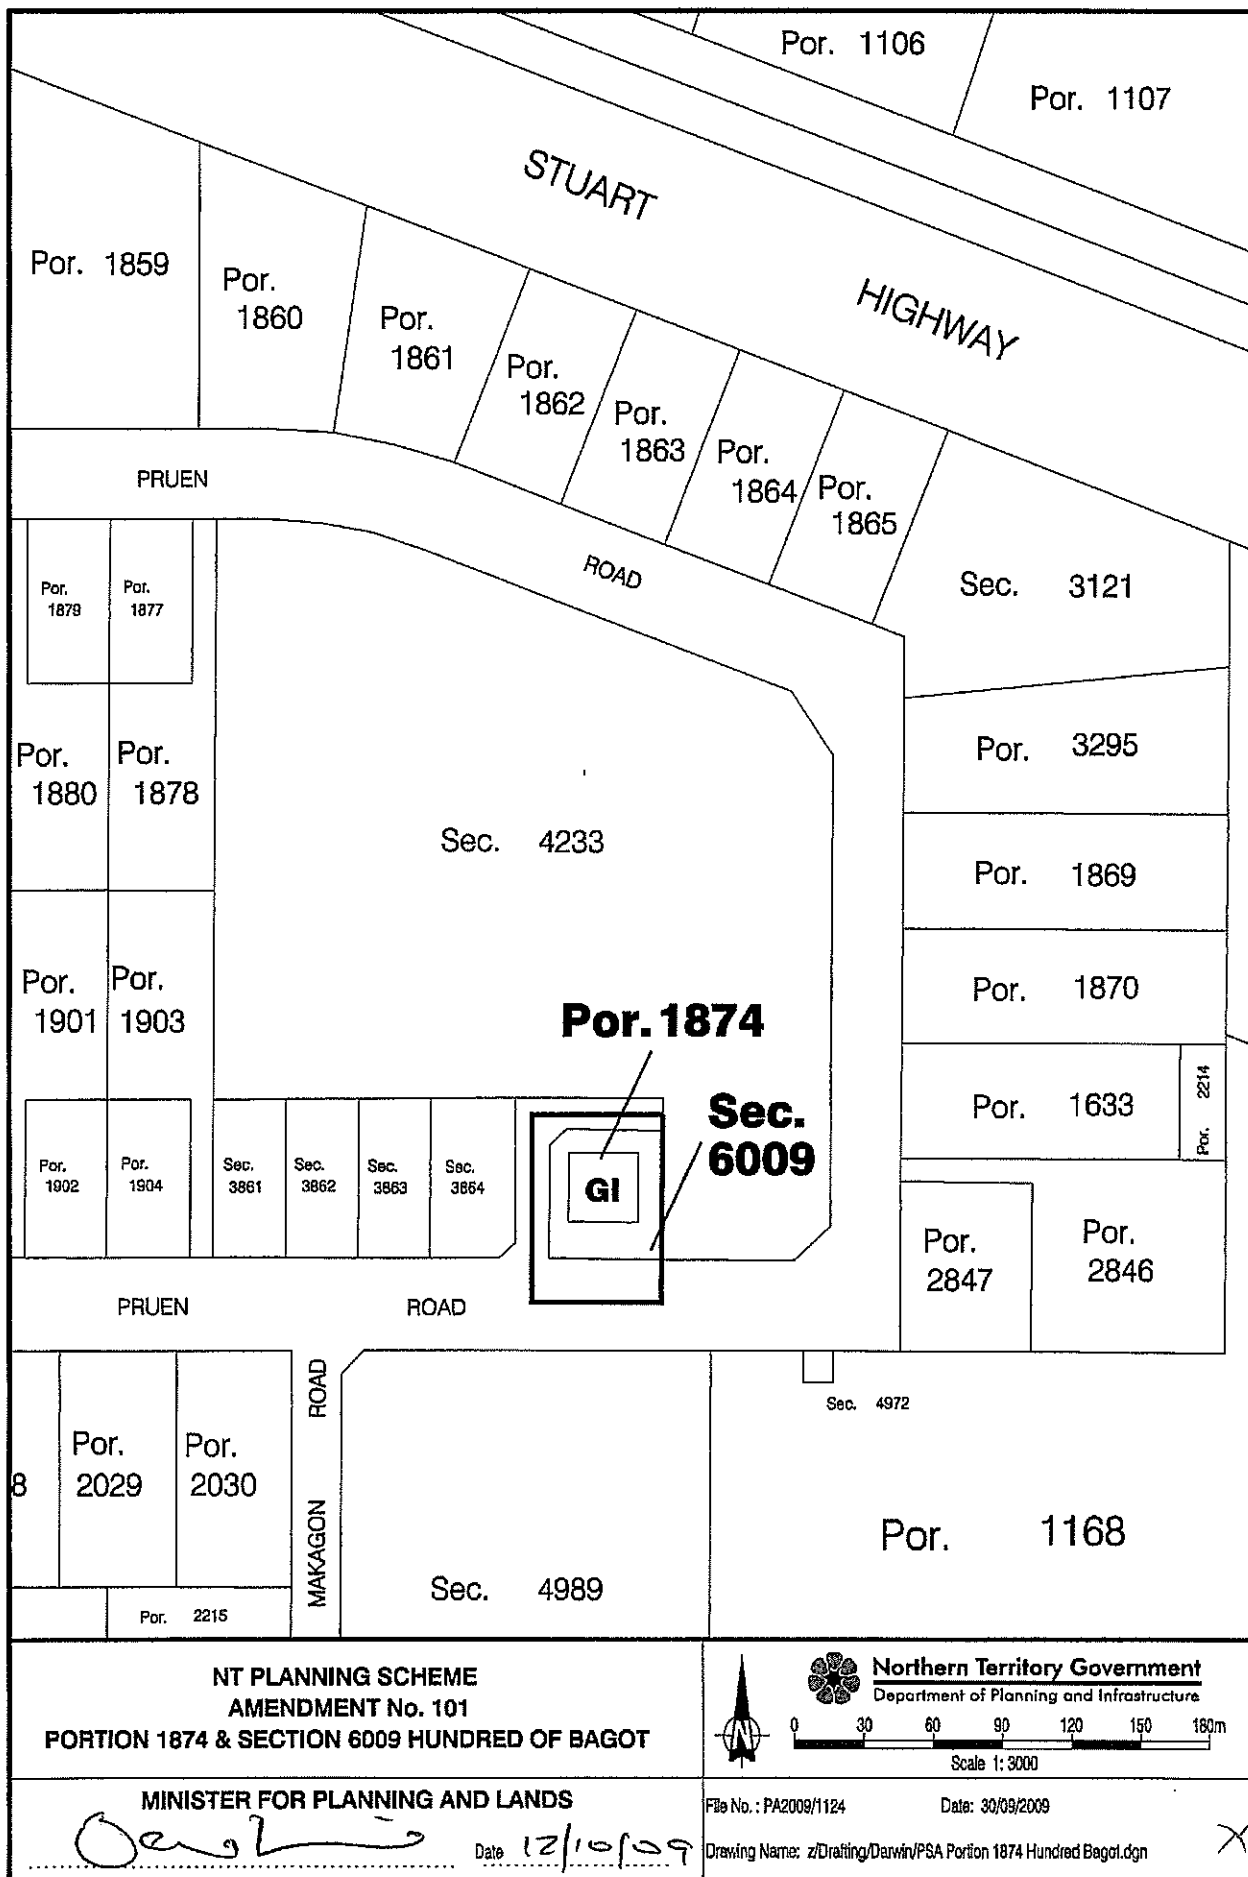 Por. 1106
Por. 1107
STUART
HIGHWAY
Por. 1859
Por.
1860
Por.
1861
Por.
1862
Por.
1863
Por.
1864
Por.
1865
PRUEN
ROAD
Por.
1879
Por.
1877
Sec. 3121
Por.
1880
Por.
1878
Por. 3295
Sec. 4233
Por. 1869
Por.
1901
Por.
1903
Por. 1870
Por. 1874
Sec.
6009
Por. 1633
Por. 2214
Por.
1902
Por.
1904
Sec.
3861
Sec.
3862
Sec.
3863
Sec.
3864
GI
Por.
2847
Por.
2846
PRUEN ROAD
MAKAGON ROAD
Sec. 4972
8
Por.
2029
Por.
2030
Por. 1168
Sec. 4989
Por. 2215
NT PLANNING SCHEME
AMENDMENT No. 101
PORTION 1874 & SECTION 6009 HUNDRED OF BAGOT
N
Northern Territory Government
Department of Planning and Infrastructure
0 30 60 90 120 150 180m
Scale 1: 3000
MINISTER FOR PLANNING AND LANDS
Date 12/10/09
File No. : PA2009/1124 Date: 30/09/2009
Drawing Name: z/Drafting/Darwin/PSA Portion 1874 Hundred Bagot.dgn